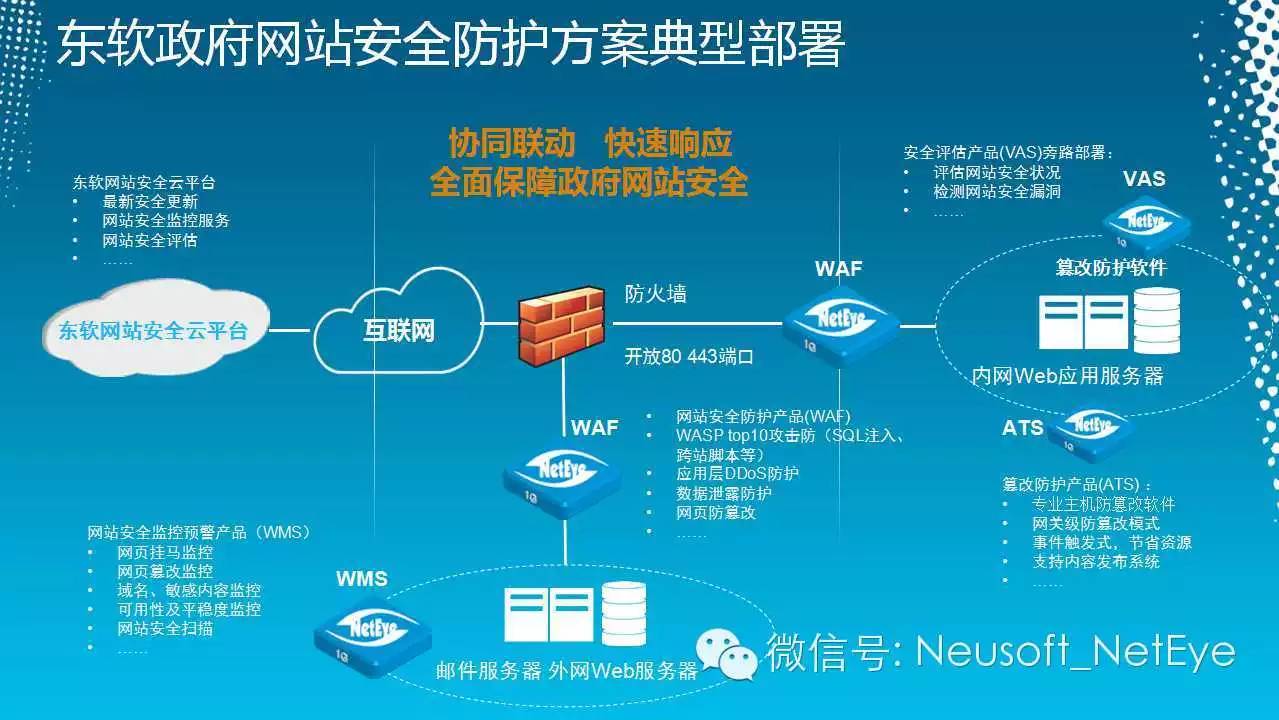 东软政府网站安全防护方案典型部署
协同联动 快速响应
全面保障政府网站安全
东软网站安全云平台
• 最新安全更新
• 网站安全监控服务
• 网站安全评估
• ……
东软网站安全云平台
互联网
防火墙
开放80 443端口
WAF
NetEye
1G
安全评估产品(VAS)旁路部署：
• 评估网站安全状况
• 检测网站安全漏洞
• ……
VAS
NetEye
1G
篡改防护软件
内网Web应用服务器
ATS
NetEye
1G
篡改防护产品(ATS)：
• 专业主机防篡改软件
• 网关级防篡改模式
• 事件触发式，节省资源
• 支持内容发布系统
• ……
WAF
NetEye
1G
• 网站安全防护产品(WAF)
• WASP top10攻击防（SQL注入、
跨站脚本等）
• 应用层DDoS防护
• 数据泄露防护
• 网页防篡改
• ……
网站安全监控预警产品（WMS）
• 网页挂马监控
• 网页篡改监控
• 域名、敏感内容监控
• 可用性及平稳度监控
• 网站安全扫描
• ……
WMS
NetEye
1G
邮件服务器 外网Web服务器
微信号: Neusoft_NetEye